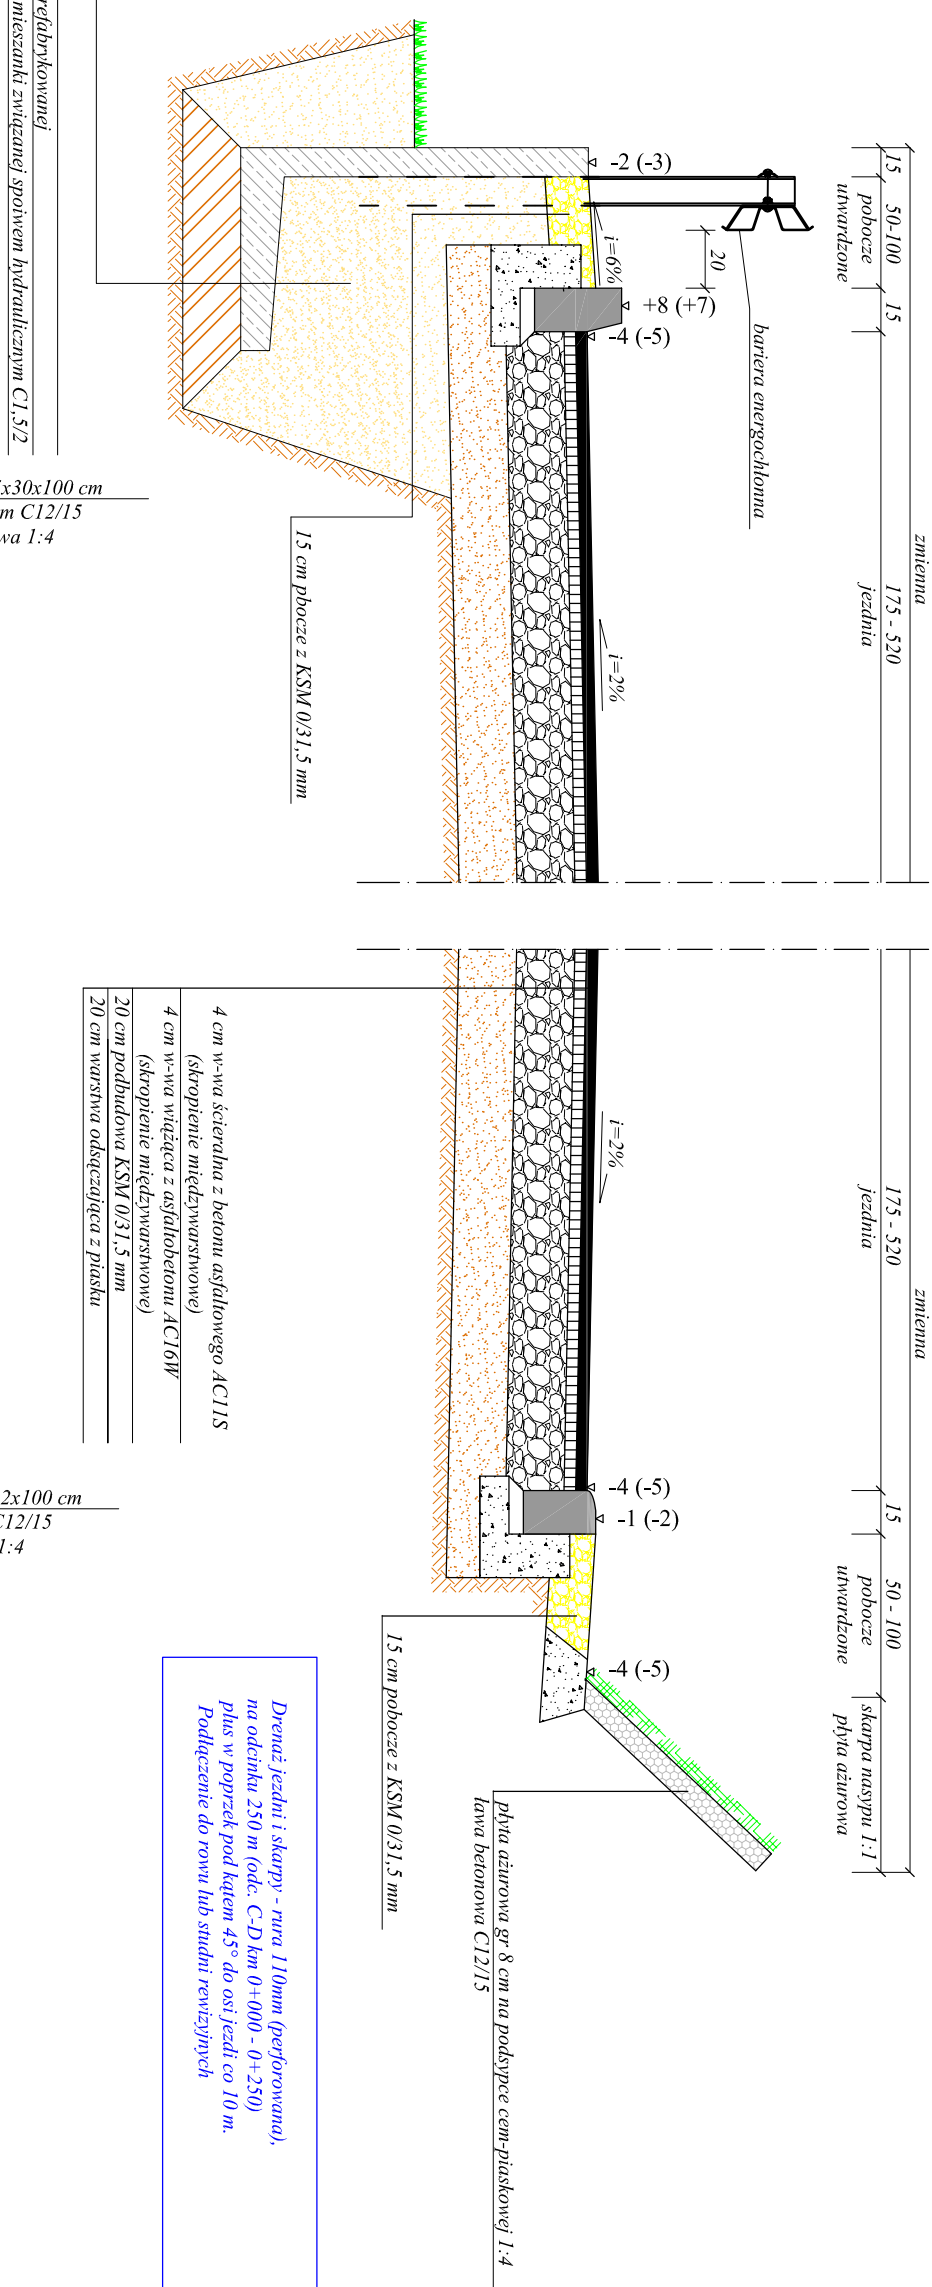 zmienna
zmienna
15
50-100
pobocze
utwardzone
15
175 - 520
jezdnia
175 - 520
jezdnia
15
50 - 100
pobocze
utwardzone
skarpa nasypu 1:1
płyta ażurowa
bariera energochłonna
20
-2 (-3)
i=6%
+8 (+7)
-4 (-5)
i=2%
i=2%
-4 (-5)
-1 (-2)
-4 (-5)
płyta ażurowa gr 8 cm na podsypce cem-piaskowej 1:4
ława betonowa C12/15
15 cm pbocze z KSM 0/31,5 mm
15 cm pobocze z KSM 0/31,5 mm
4 cm w-wa ścieralna z betonu asfaltowego AC11S
(skropienie międzywarstwowe)
4 cm w-wa wiążąca z asfaltobetonu AC16W
(skropienie międzywarstwowe)
20 cm podbudowa KSM 0/31,5 mm
20 cm warstwa odsączająca z piasku
Drenaż jezdni i skarpy - rura 110mm (perforowana),
na odcinku 250 m (odc. C-D km 0+000 - 0+250)
plus w poprzek pod kątem 45° do osi jezdi co 10 m.
Podłączenie do rowu lub studni rewizyjnych
refabrykowanej
mieszanki związanej spoiwem hydraulicznym C1,5/2
x30x100 cm
m C12/15
wa 1:4
2x100 cm
C12/15
1:4